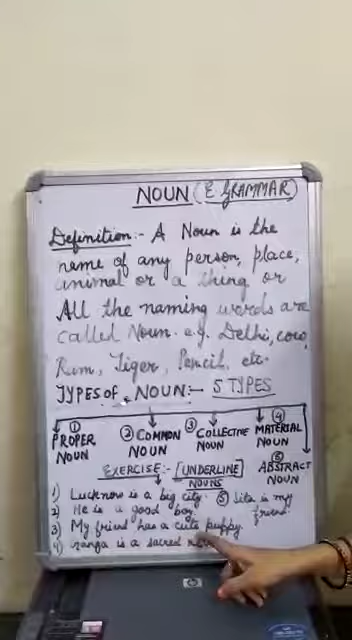 NOUN (E. GRAMMAR)
Definition:- A Noun is the
name of any person, place,
animal or a thing or
All the naming words are
called Noun. e.g. Delhi, cow,
Ram, Tiger, Pencil, etc.
TYPES OF NOUN:- 5 TYPES
① PROPER NOUN
② COMMON NOUN
③ COLLECTIVE NOUN
④ MATERIAL NOUN
⑤ ABSTRACT NOUN
EXERCISE → [UNDERLINE] NOUNS
1) Lucknow is a big city.
2) He is a good boy.
3) My friend has a cute puppy.
4) Ganga is a sacred
⑤ Sita is my friend.
hp